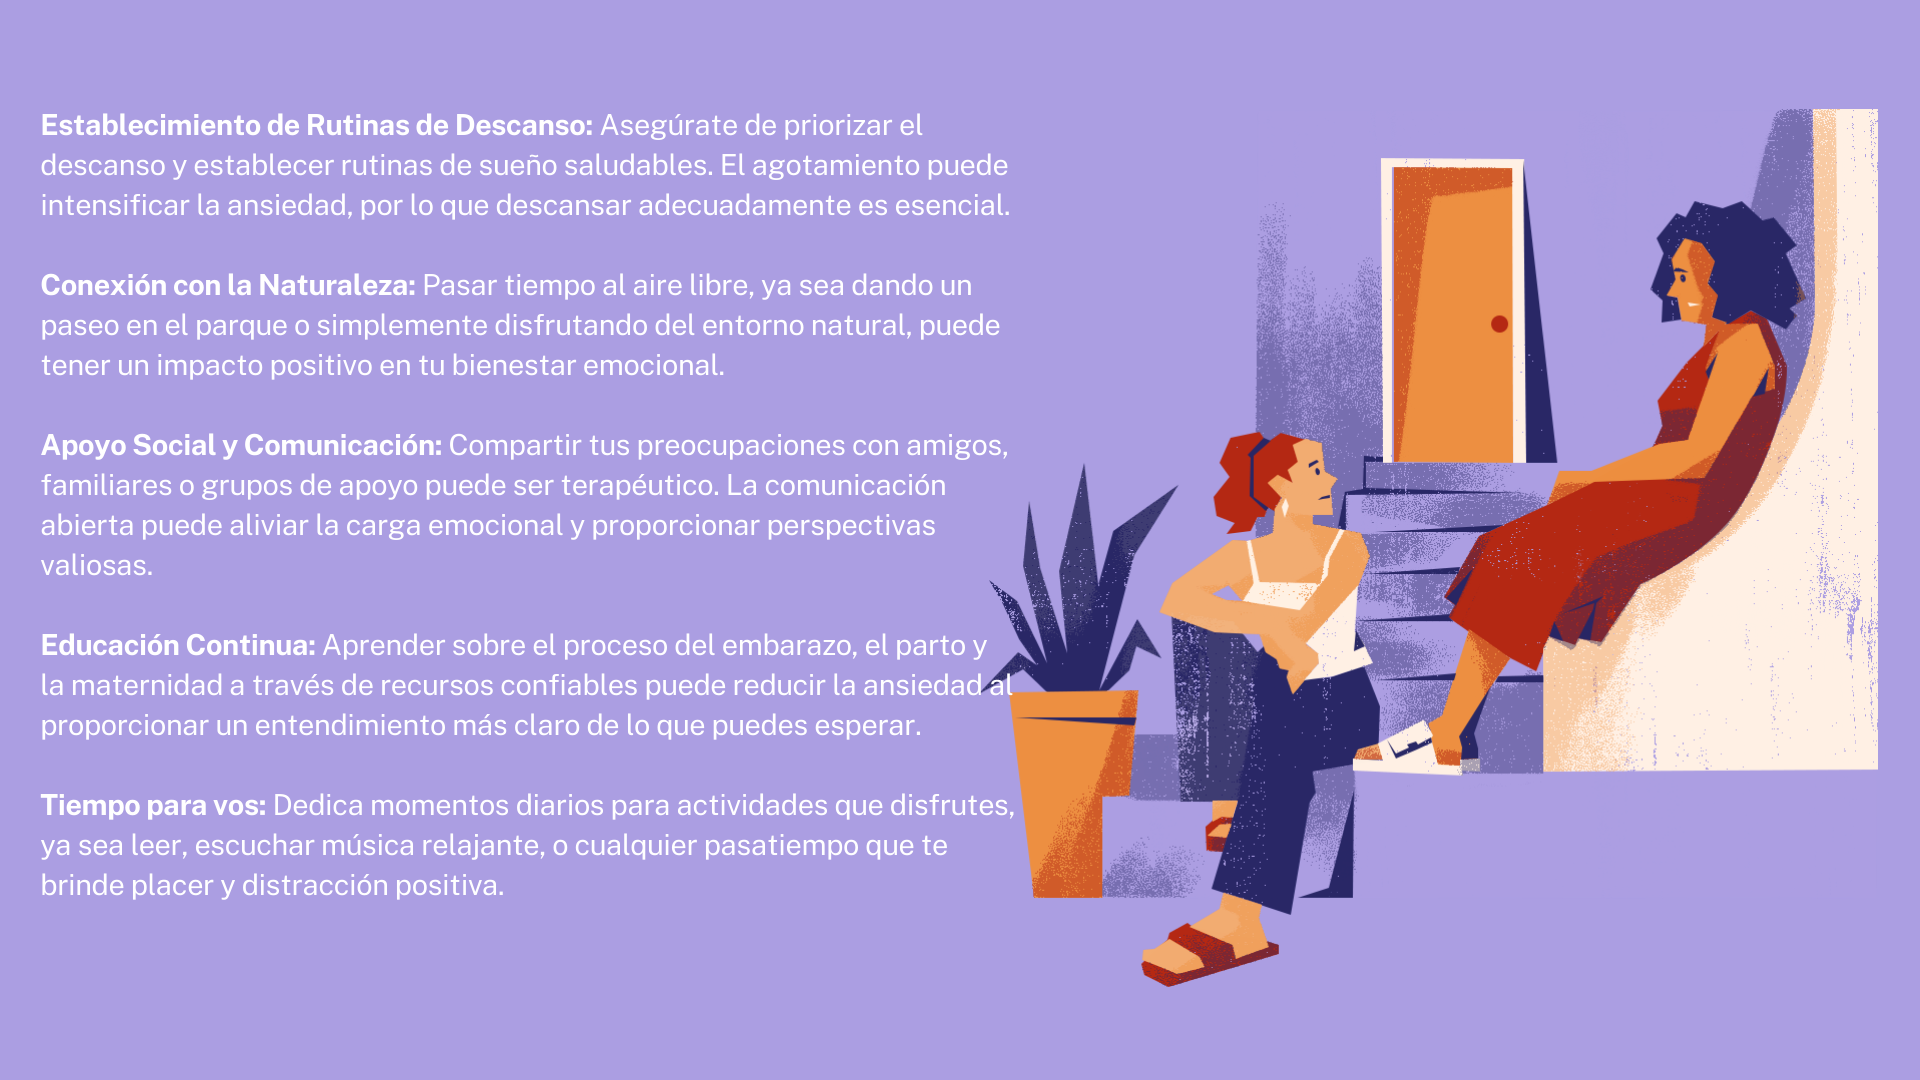 Establecimiento de Rutinas de Descanso: Asegúrate de priorizar el
descanso y establecer rutinas de sueño saludables. El agotamiento puede
intensificar la ansiedad, por lo que descansar adecuadamente es esencial.
Conexión con la Naturaleza: Pasar tiempo al aire libre, ya sea dando un
paseo en el parque o simplemente disfrutando del entorno natural, puede
tener un impacto positivo en tu bienestar emocional.
Apoyo Social y Comunicación: Compartir tus preocupaciones con amigos,
familiares o grupos de apoyo puede ser terapéutico. La comunicación
abierta puede aliviar la carga emocional y proporcionar perspectivas
valiosas.
Educación Continua: Aprender sobre el proceso del embarazo, el parto y
la maternidad a través de recursos confiables puede reducir la ansiedad al
proporcionar un entendimiento más claro de lo que puedes esperar.
Tiempo para vos: Dedica momentos diarios para actividades que disfrutes,
ya sea leer, escuchar música relajante, o cualquier pasatiempo que te
brinde placer y distracción positiva.